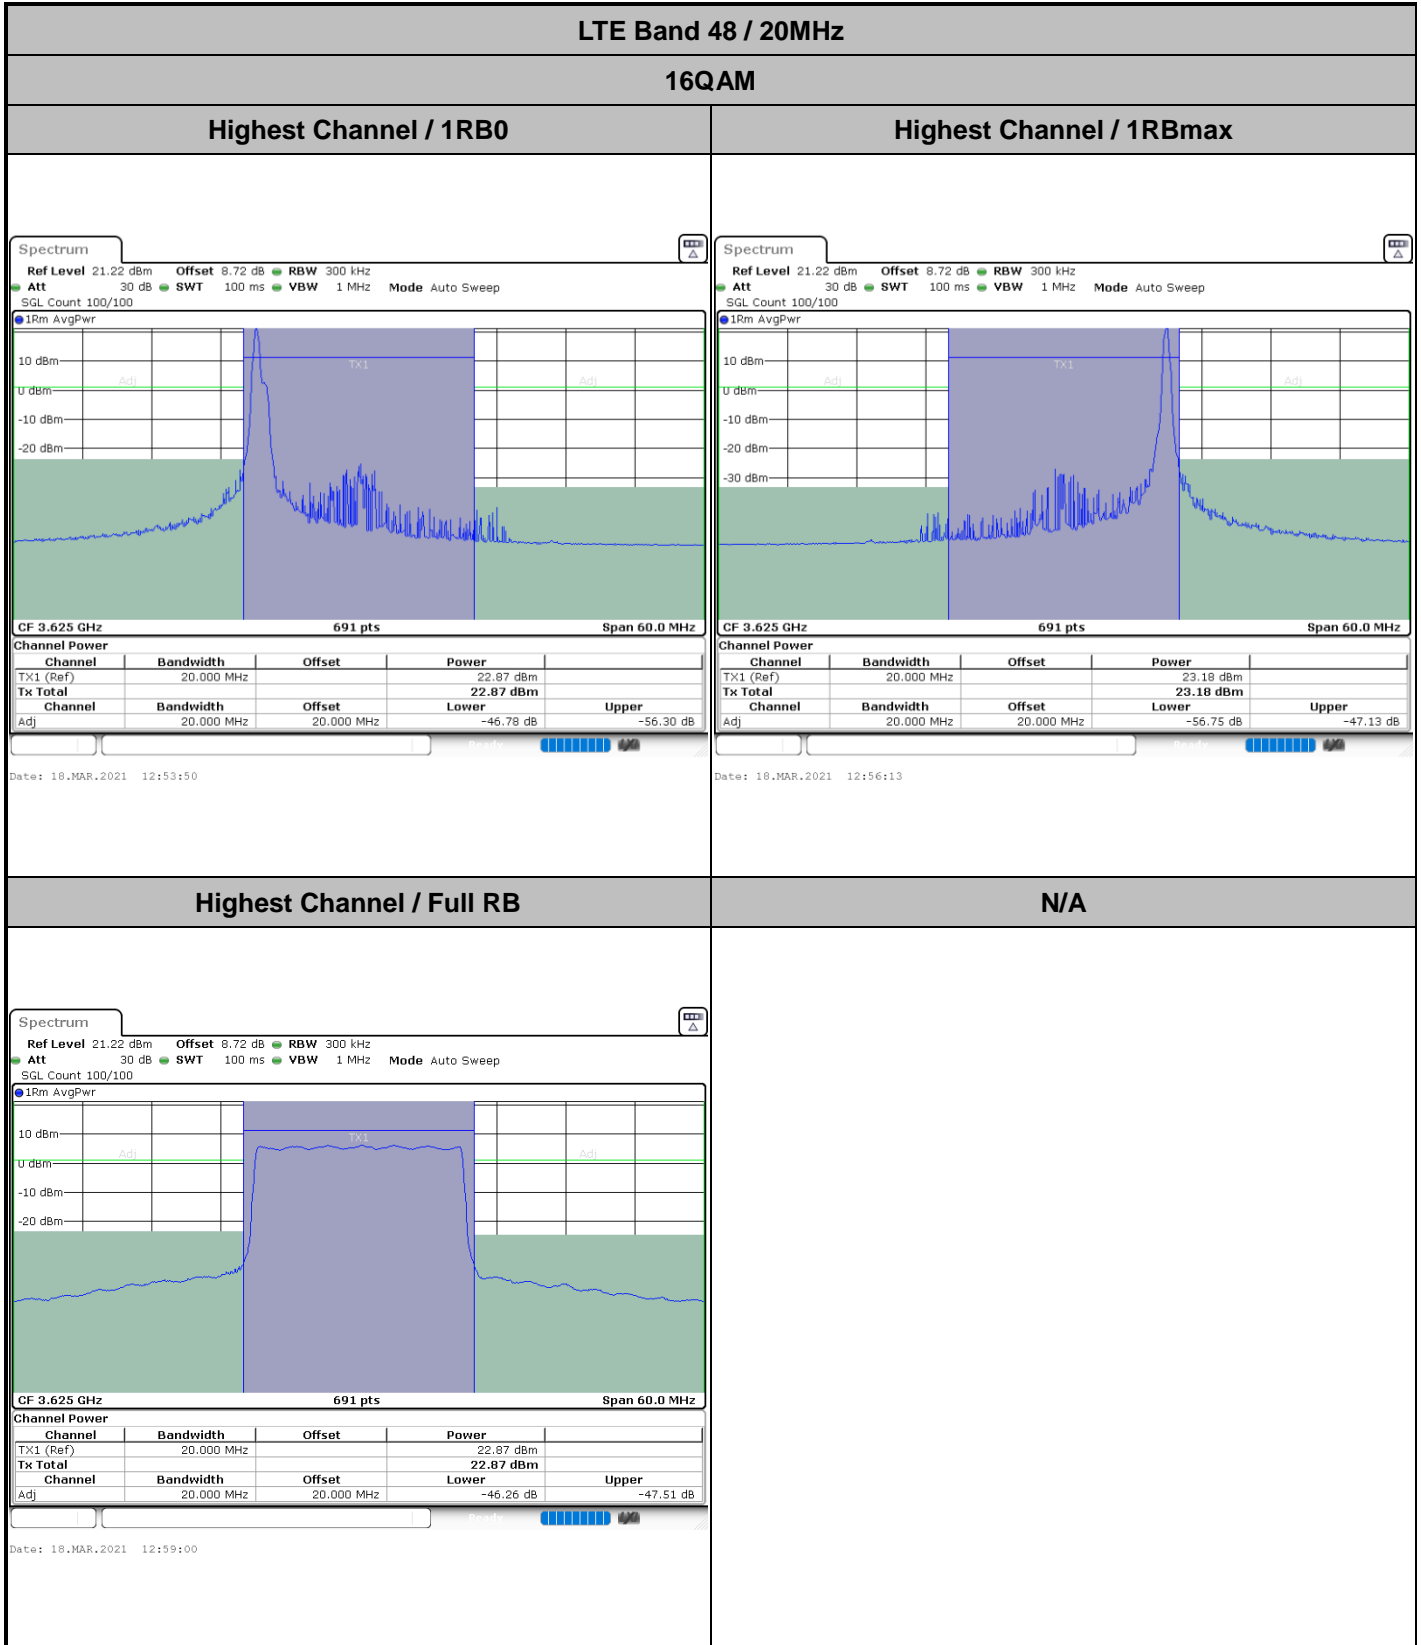 LTE Band 48 / 20MHz
16QAM
Highest Channel / 1RB0
Highest Channel / 1RBmax
Spectrum
Ref Level 21.22 dBm Offset 8.72 dB RBW 300 kHz
Att 30 dB SWT 100 ms VBW 1 MHz Mode Auto Sweep
SGL Count 100/100
1Rm AvgPwr
TX1
Adj
Adj
10 dBm
0 dBm
-10 dBm
-20 dBm
CF 3.625 GHz 691 pts Span 60.0 MHz
Channel Power
Channel Bandwidth Offset Power
TX1 (Ref) 20.000 MHz 22.87 dBm
Tx Total 22.87 dBm
Channel Bandwidth Offset Lower Upper
Adj 20.000 MHz 20.000 MHz -46.78 dB -56.30 dB
Ready
Date: 18.MAR.2021 12:53:50
Spectrum
Ref Level 21.22 dBm Offset 8.72 dB RBW 300 kHz
Att 30 dB SWT 100 ms VBW 1 MHz Mode Auto Sweep
SGL Count 100/100
1Rm AvgPwr
TX1
Adj
Adj
10 dBm
0 dBm
-10 dBm
-20 dBm
-30 dBm
CF 3.625 GHz 691 pts Span 60.0 MHz
Channel Power
Channel Bandwidth Offset Power
TX1 (Ref) 20.000 MHz 23.18 dBm
Tx Total 23.18 dBm
Channel Bandwidth Offset Lower Upper
Adj 20.000 MHz 20.000 MHz -56.75 dB -47.13 dB
Ready
Date: 18.MAR.2021 12:56:13
Highest Channel / Full RB
N/A
Spectrum
Ref Level 21.22 dBm Offset 8.72 dB RBW 300 kHz
Att 30 dB SWT 100 ms VBW 1 MHz Mode Auto Sweep
SGL Count 100/100
1Rm AvgPwr
TX1
Adj
Adj
10 dBm
0 dBm
-10 dBm
-20 dBm
CF 3.625 GHz 691 pts Span 60.0 MHz
Channel Power
Channel Bandwidth Offset Power
TX1 (Ref) 20.000 MHz 22.87 dBm
Tx Total 22.87 dBm
Channel Bandwidth Offset Lower Upper
Adj 20.000 MHz 20.000 MHz -46.26 dB -47.51 dB
Ready
Date: 18.MAR.2021 12:59:00